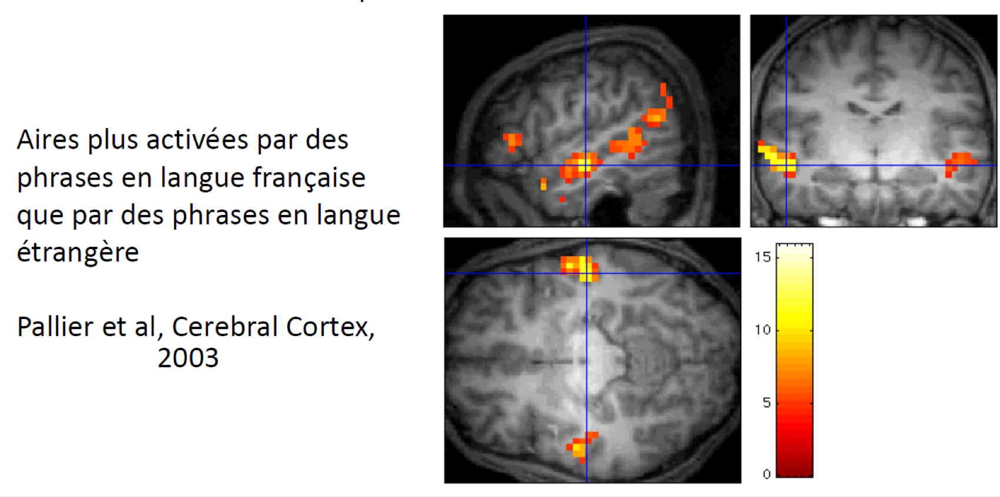 Aires plus activées par des
phrases en langue française
que par des phrases en langue
étrangère
Pallier et al, Cerebral Cortex,
2003
15
10
5
0